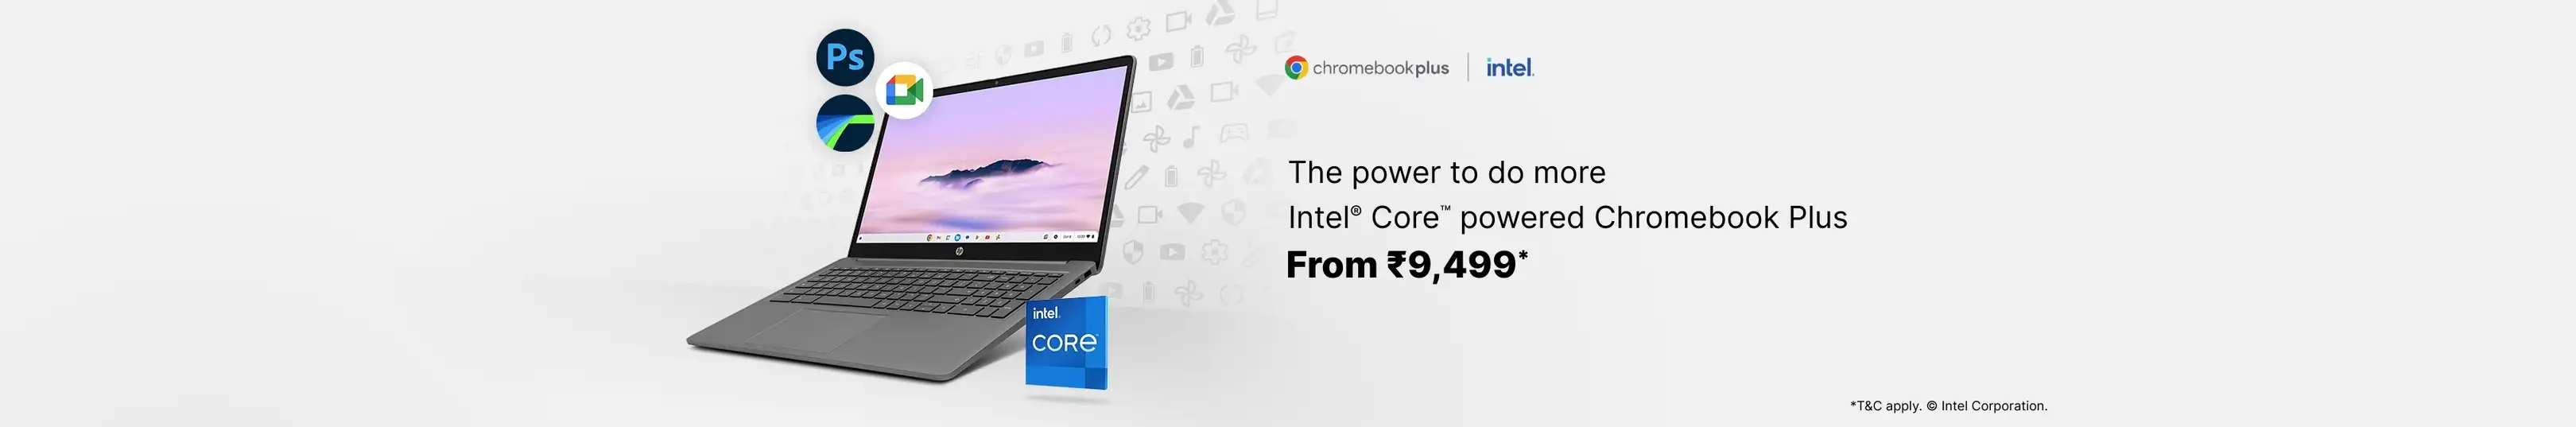 Ps
chromebookplus
intel.
The power to do more
Intel® Core™ powered Chromebook Plus
From ₹9,499*
hp
intel.
CORE
*T&C apply. © Intel Corporation.